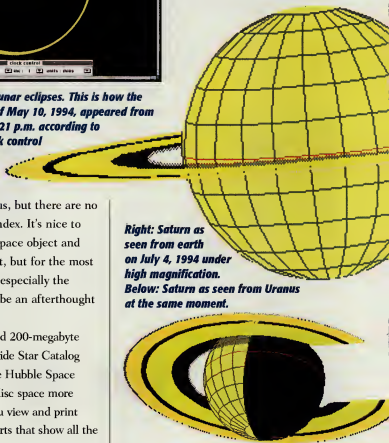 clock control
unar eclipses. This is how the
f May 10, 1994, appeared from
21 p.m. according to
k control
us, but there are no
ndex. It's nice to
pace object and
t, but for the most
especially the
be an afterthought
d 200-megabyte
ide Star Catalog
e Hubble Space
disc space more
u view and print
rts that show all the
Right: Saturn as
seen from earth
on July 4, 1994 under
high magnification.
Below: Saturn as seen from Uranus
at the same moment.